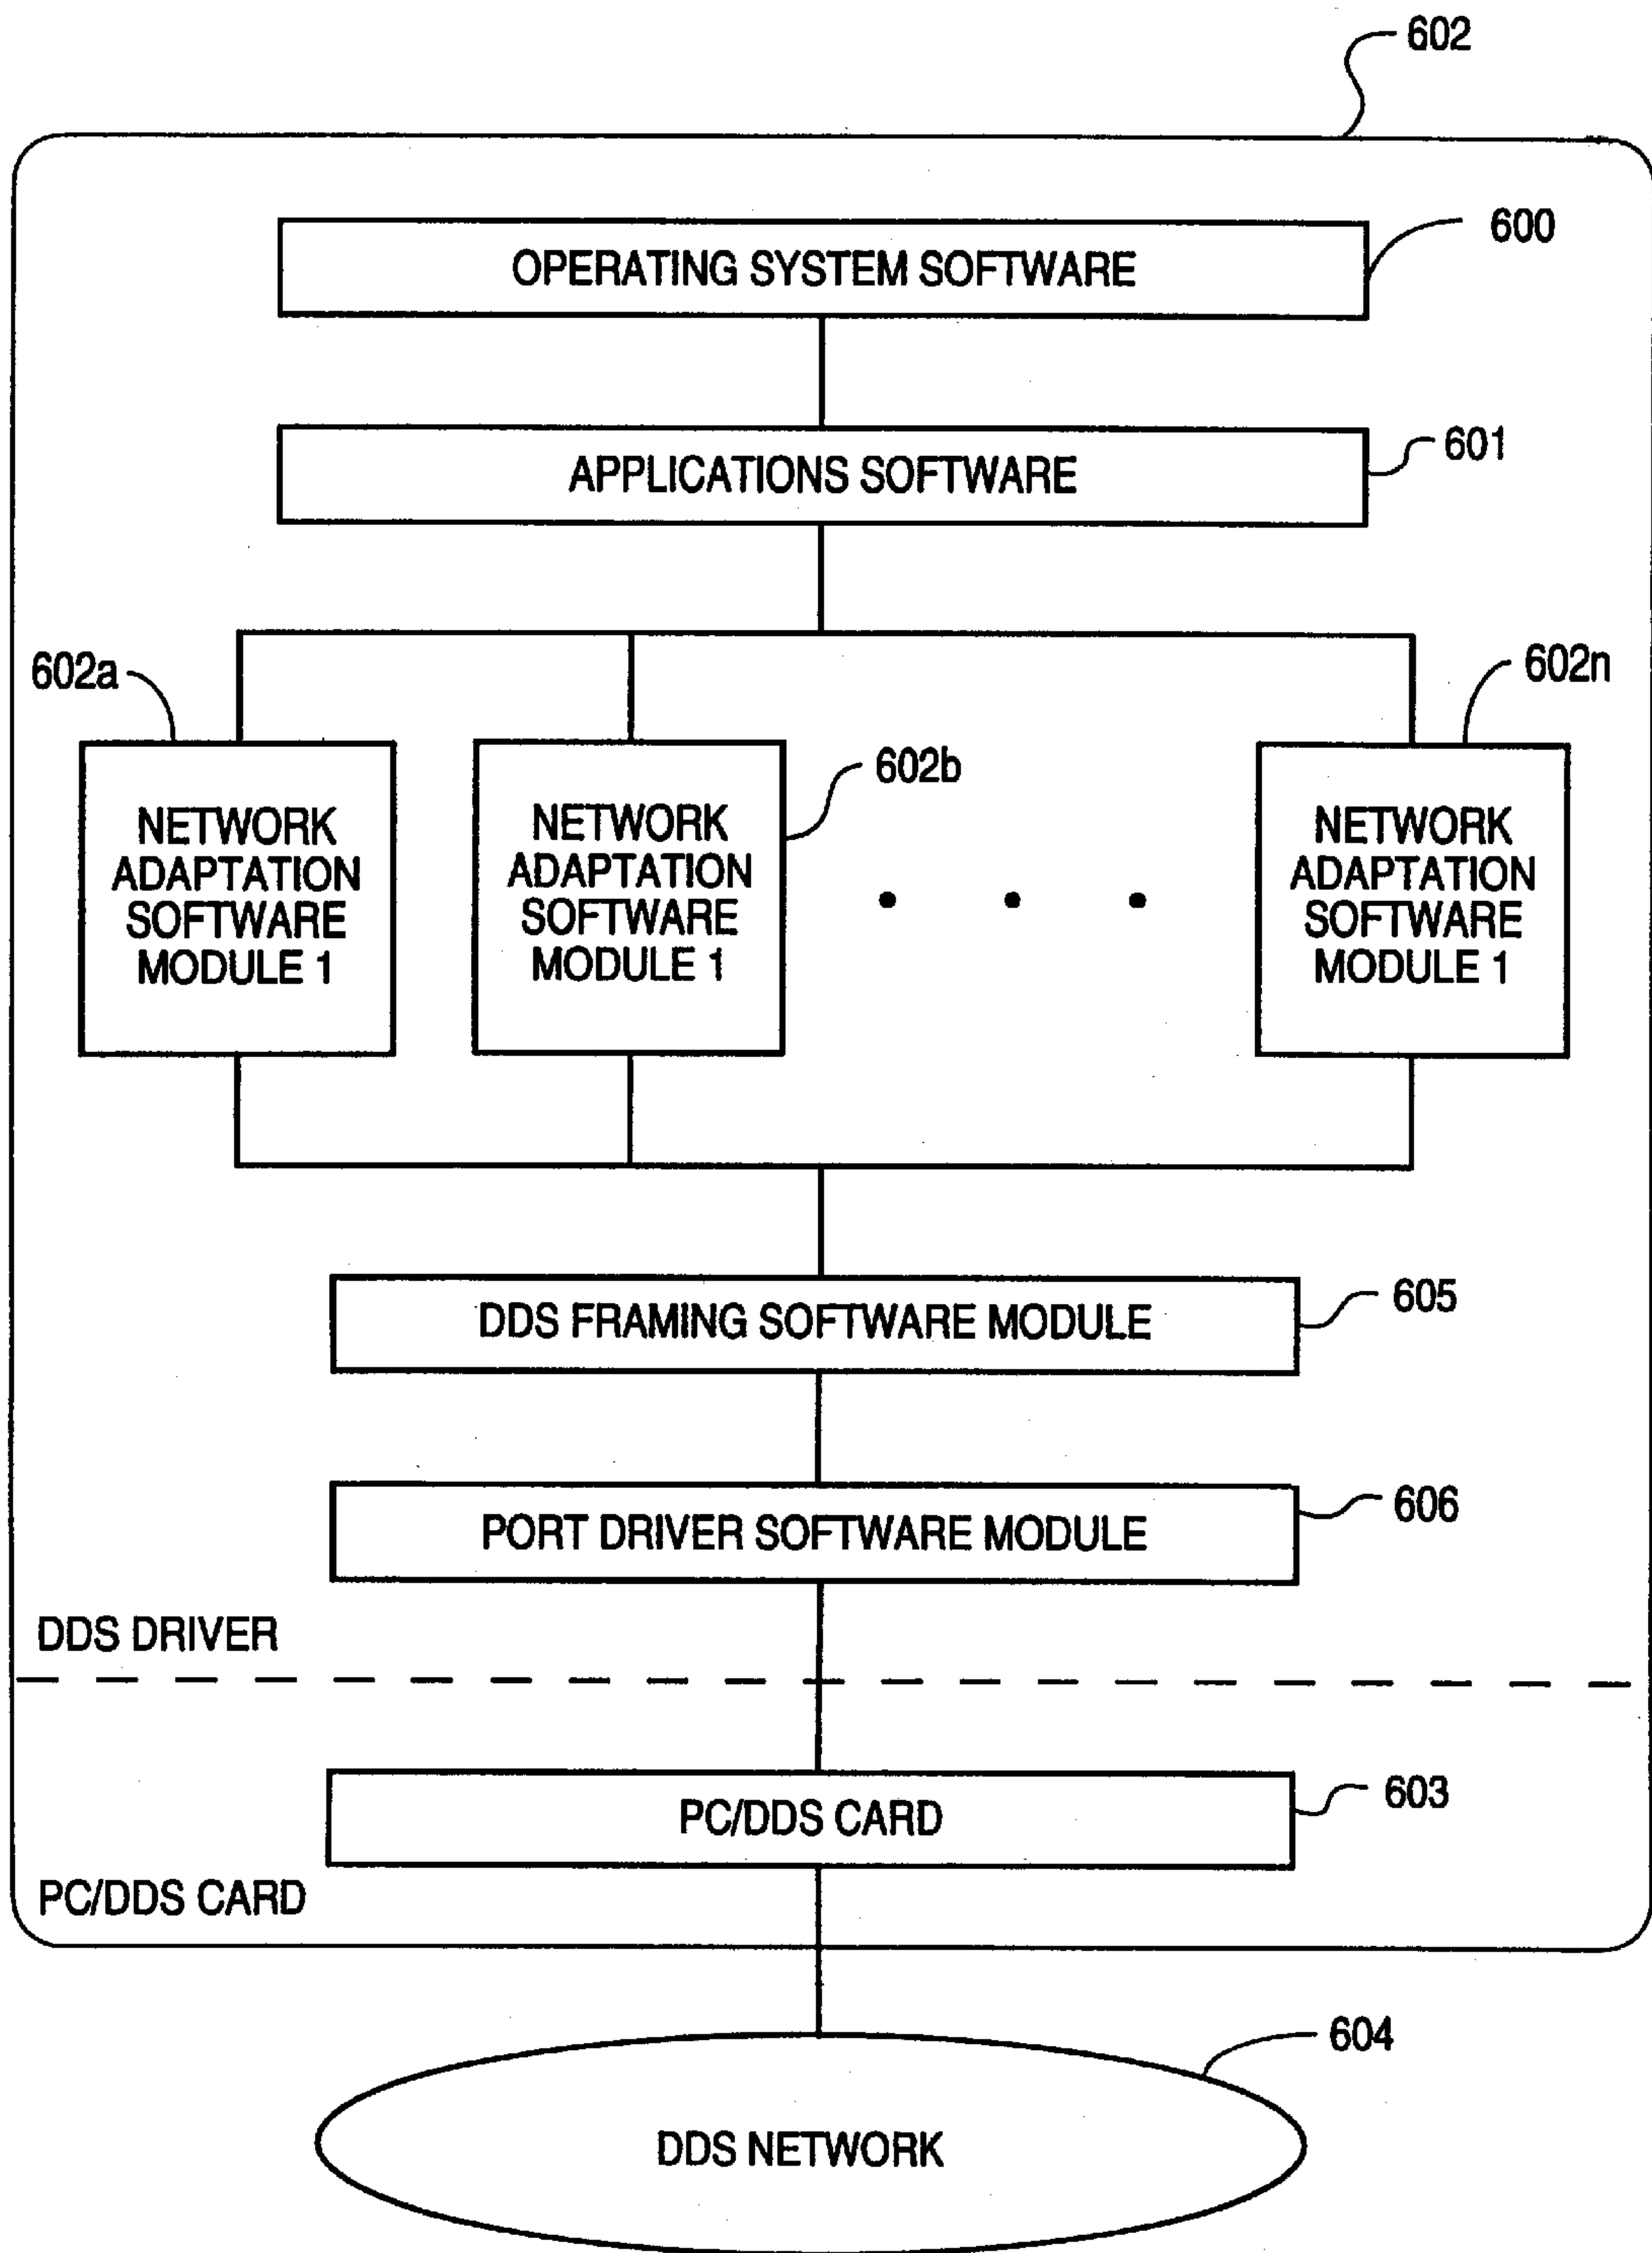 602
600
OPERATING SYSTEM SOFTWARE
601
APPLICATIONS SOFTWARE
602a
602n
602b
NETWORK
ADAPTATION
SOFTWARE
MODULE 1
NETWORK
ADAPTATION
SOFTWARE
MODULE 1
NETWORK
ADAPTATION
SOFTWARE
MODULE 1
605
DDS FRAMING SOFTWARE MODULE
606
PORT DRIVER SOFTWARE MODULE
DDS DRIVER
603
PC/DDS CARD
PC/DDS CARD
604
DDS NETWORK